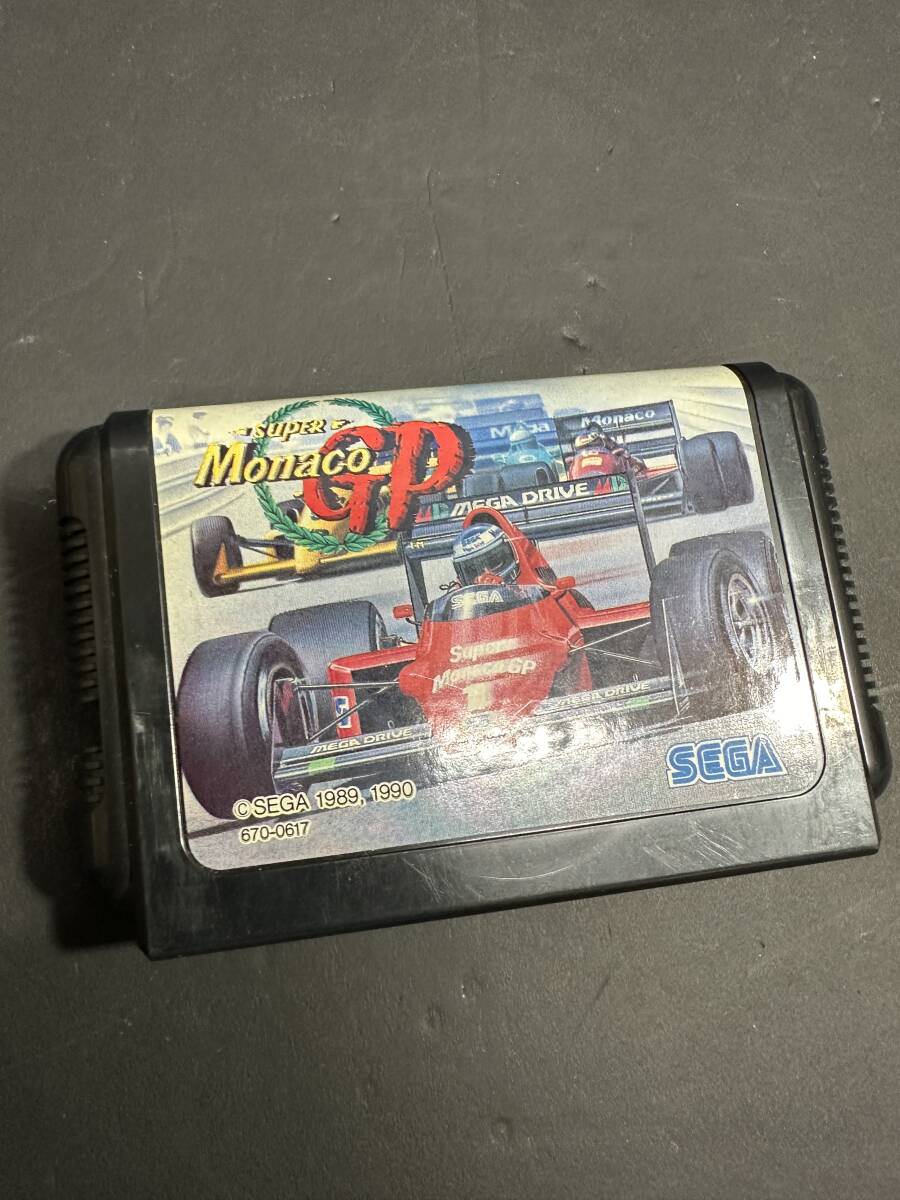 SUPER
Monaco GP
Monaco
MEGA DRIVE
SEGA
Super
Monaco GP
1
MEGA DRIVE
MEGA DRIVE
SEGA
© SEGA 1989, 1990
670-0617